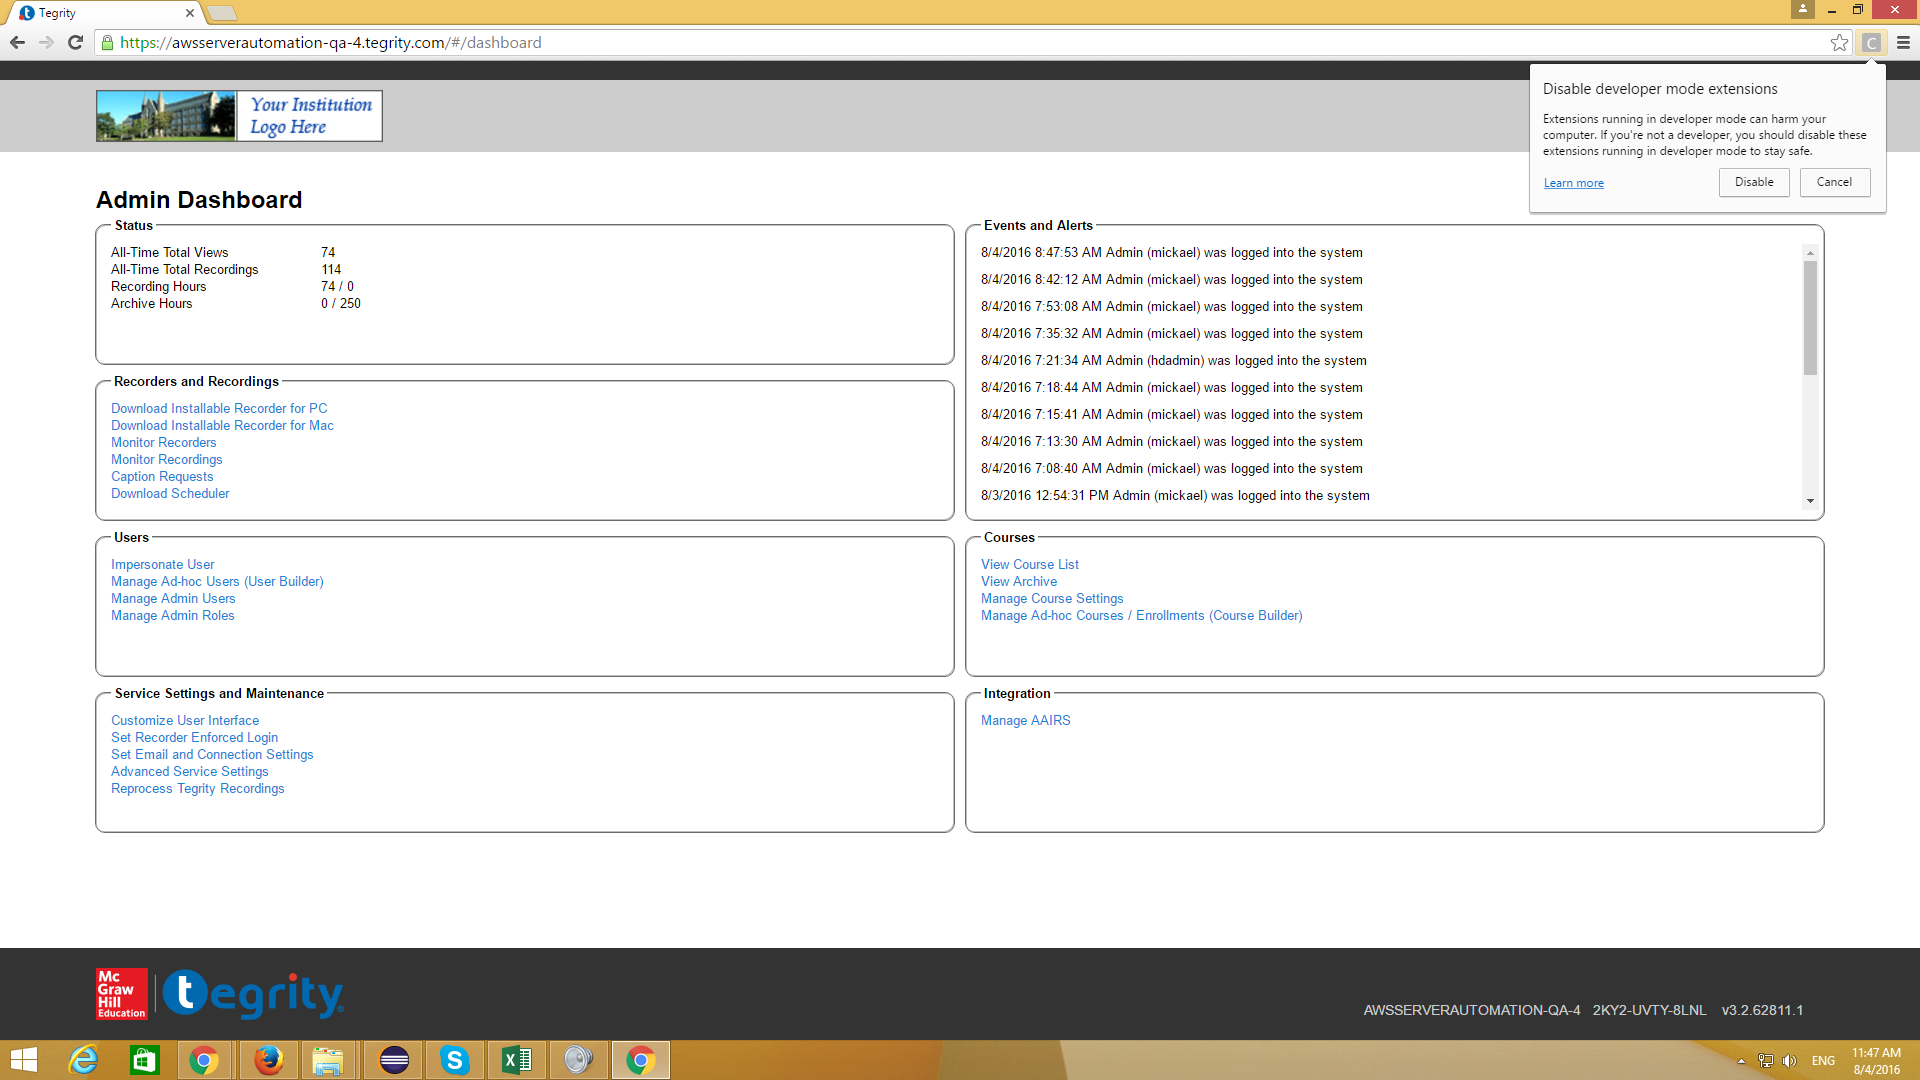 Tegrity
https://awsserverautomation-qa-4.tegrity.com/#/dashboard
C
Disable developer mode extensions
Extensions running in developer mode can harm your
computer. If you're not a developer, you should disable these
extensions running in developer mode to stay safe.
Learn more
Disable
Cancel
Your Institution
Logo Here
Admin Dashboard
Status
All-Time Total Views 74
All-Time Total Recordings 114
Recording Hours 74 / 0
Archive Hours 0 / 250
Events and Alerts
8/4/2016 8:47:53 AM Admin (mickael) was logged into the system
8/4/2016 8:42:12 AM Admin (mickael) was logged into the system
8/4/2016 7:53:08 AM Admin (mickael) was logged into the system
8/4/2016 7:35:32 AM Admin (mickael) was logged into the system
8/4/2016 7:21:34 AM Admin (hdadmin) was logged into the system
8/4/2016 7:18:44 AM Admin (mickael) was logged into the system
8/4/2016 7:15:41 AM Admin (mickael) was logged into the system
8/4/2016 7:13:30 AM Admin (mickael) was logged into the system
8/4/2016 7:08:40 AM Admin (mickael) was logged into the system
8/3/2016 12:54:31 PM Admin (mickael) was logged into the system
Recorders and Recordings
Download Installable Recorder for PC
Download Installable Recorder for Mac
Monitor Recorders
Monitor Recordings
Caption Requests
Download Scheduler
Users
Impersonate User
Manage Ad-hoc Users (User Builder)
Manage Admin Users
Manage Admin Roles
Courses
View Course List
View Archive
Manage Course Settings
Manage Ad-hoc Courses / Enrollments (Course Builder)
Service Settings and Maintenance
Customize User Interface
Set Recorder Enforced Login
Set Email and Connection Settings
Advanced Service Settings
Reprocess Tegrity Recordings
Integration
Manage AAIRS
Mc
Graw
Hill
Education
tegrity
AWSSERVERAUTOMATION-QA-4 2KY2-UVTY-8LNL v3.2.62811.1
ENG
11:47 AM
8/4/2016